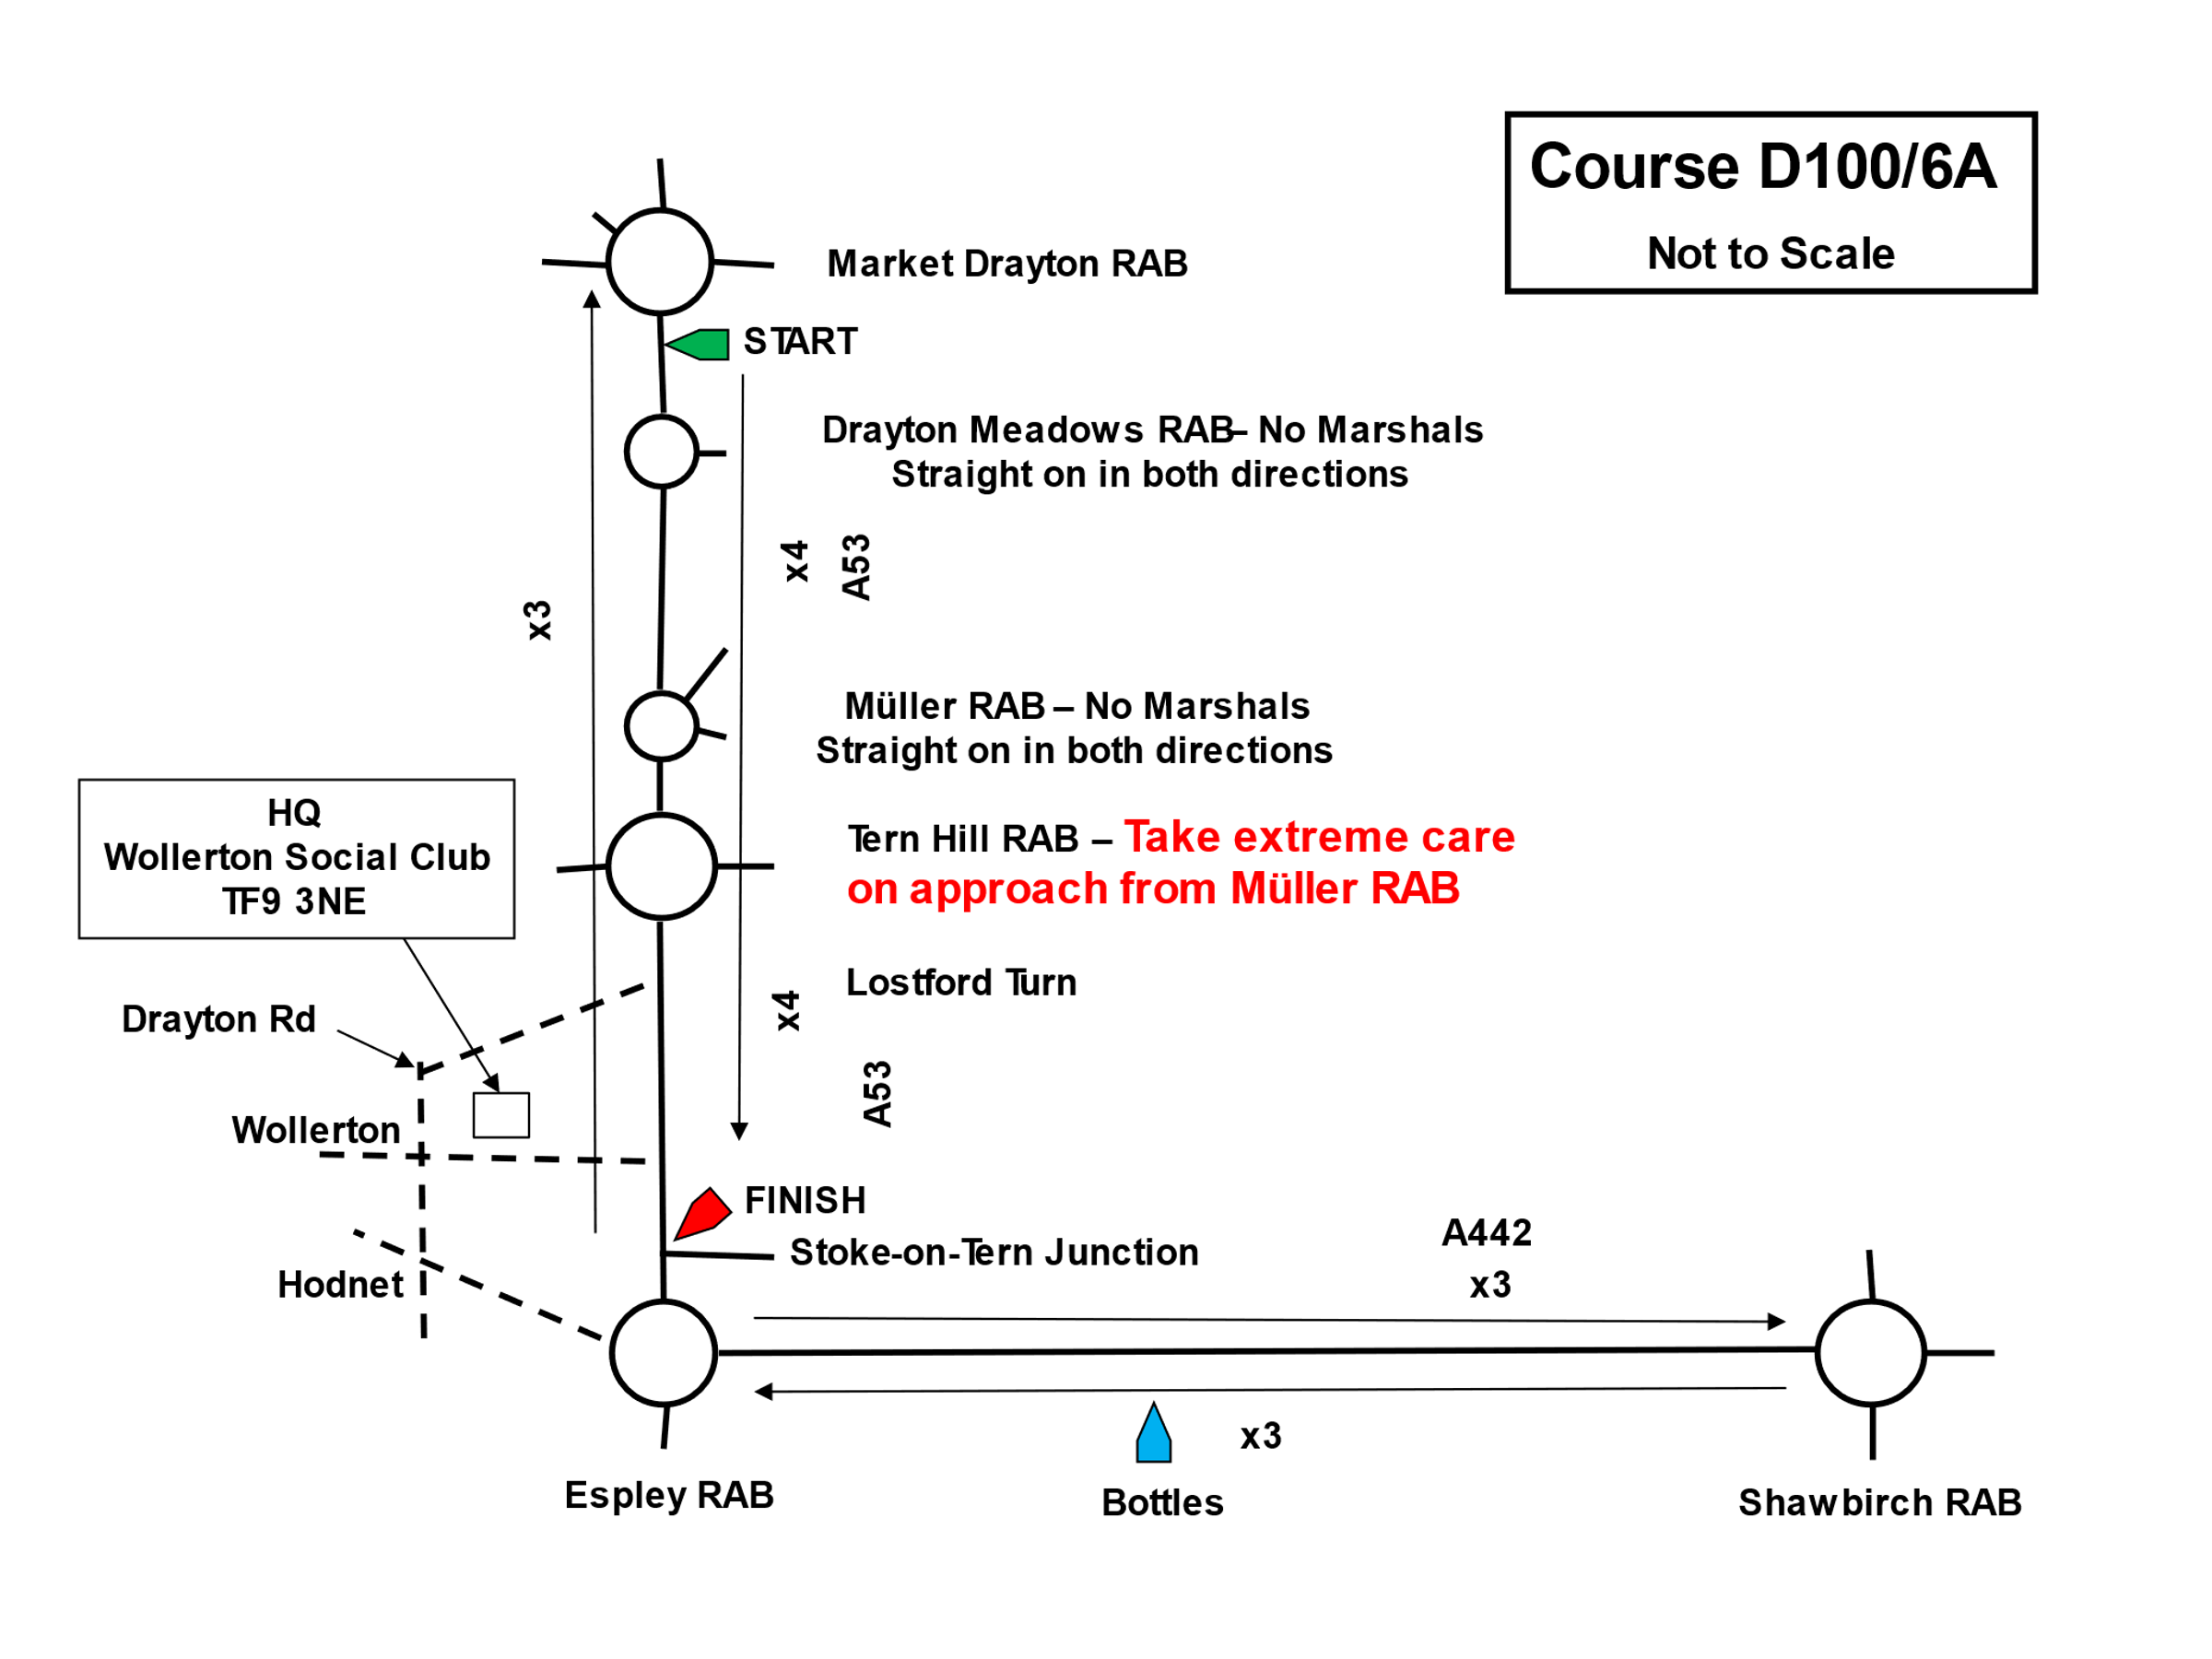 Course D100/6A
Not to Scale
Market Drayton RAB
START
Drayton Meadows RAB– No Marshals
Straight on in both directions
x4
A53
x3
Müller RAB – No Marshals
Straight on in both directions
HQ
Wollerton Social Club
TF9 3NE
Tern Hill RAB – Take extreme care
on approach from Müller RAB
Lostford Turn
x4
Drayton Rd
A53
Wollerton
FINISH
Stoke-on-Tern Junction
A442
x3
Hodnet
x3
Espley RAB
Bottles
Shawbirch RAB